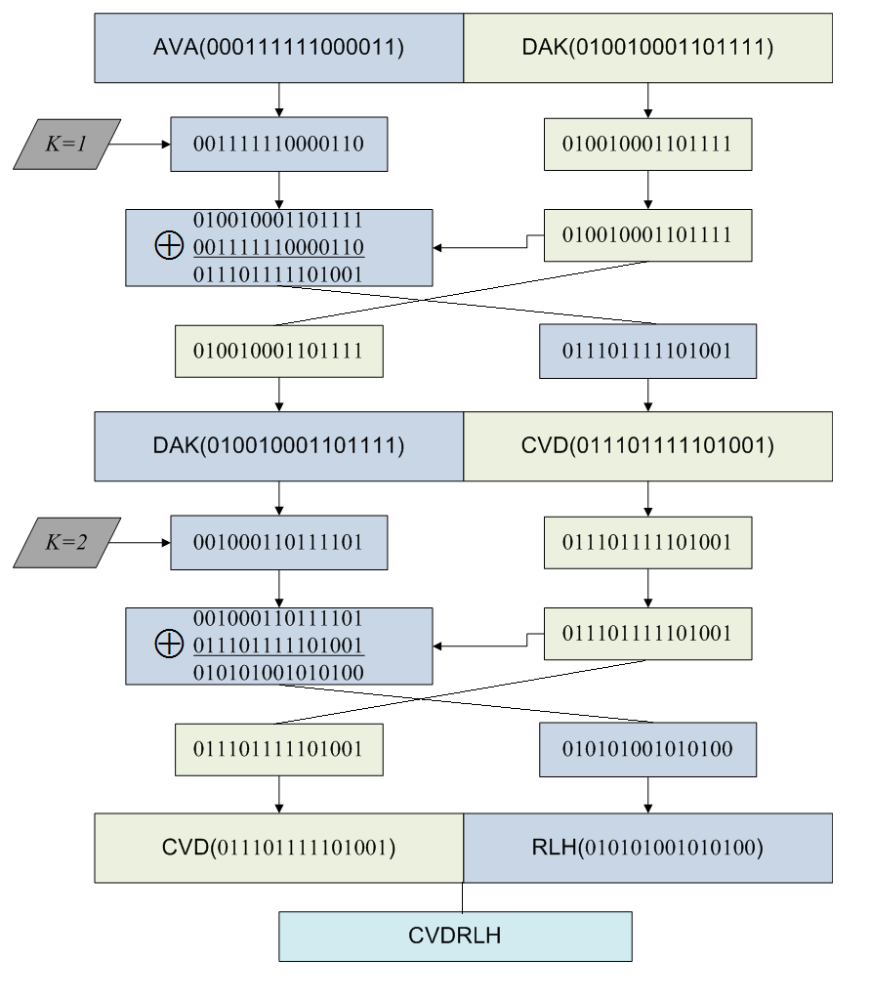 AVA(000111111000011)
DAK(010010001101111)
K=1
001111110000110
010010001101111
010010001101111
⊕ 001111110000110
011101111101001
010010001101111
010010001101111
011101111101001
DAK(010010001101111)
CVD(011101111101001)
K=2
001000110111101
011101111101001
001000110111101
⊕ 011101111101001
010101001010100
011101111101001
011101111101001
010101001010100
CVD(011101111101001)
RLH(010101001010100)
CVDRLH